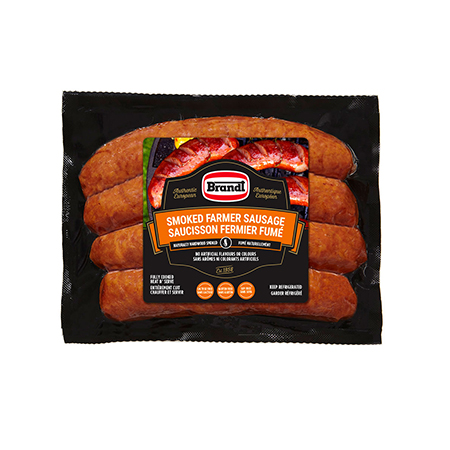 Authentic
European
Brandt
Authentique
Européen
SMOKED FARMER SAUSAGE
SAUCISSON FERMIER FUMÉ
NATURALLY HARDWOOD SMOKED
FUMÉ NATURELLEMENT
NO ARTIFICIAL FLAVOURS OR COLOURS
SANS ARÔMES NI COLORANTS ARTIFICIELS
Est. 1858
FULLY COOKED
HEAT N' SERVE
ENTIÈREMENT CUIT
CHAUFFER ET SERVIR
KEEP REFRIGERATED
GARDER RÉFRIGÉRÉ